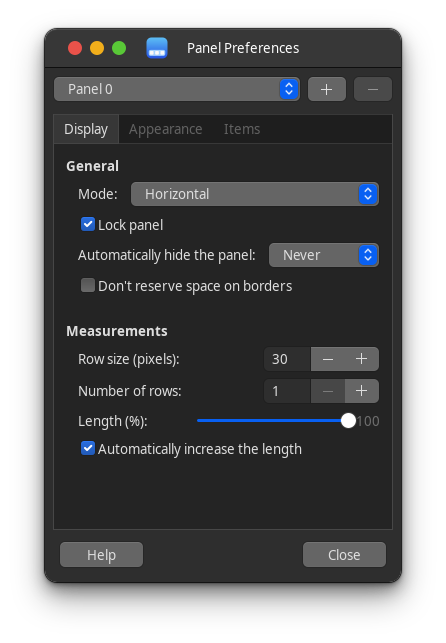 Panel Preferences
Panel 0
Display Appearance Items
General
Mode: Horizontal
Lock panel
Automatically hide the panel: Never
Don't reserve space on borders
Measurements
Row size (pixels): 30
Number of rows: 1
Length (%): 100
Automatically increase the length
Help Close